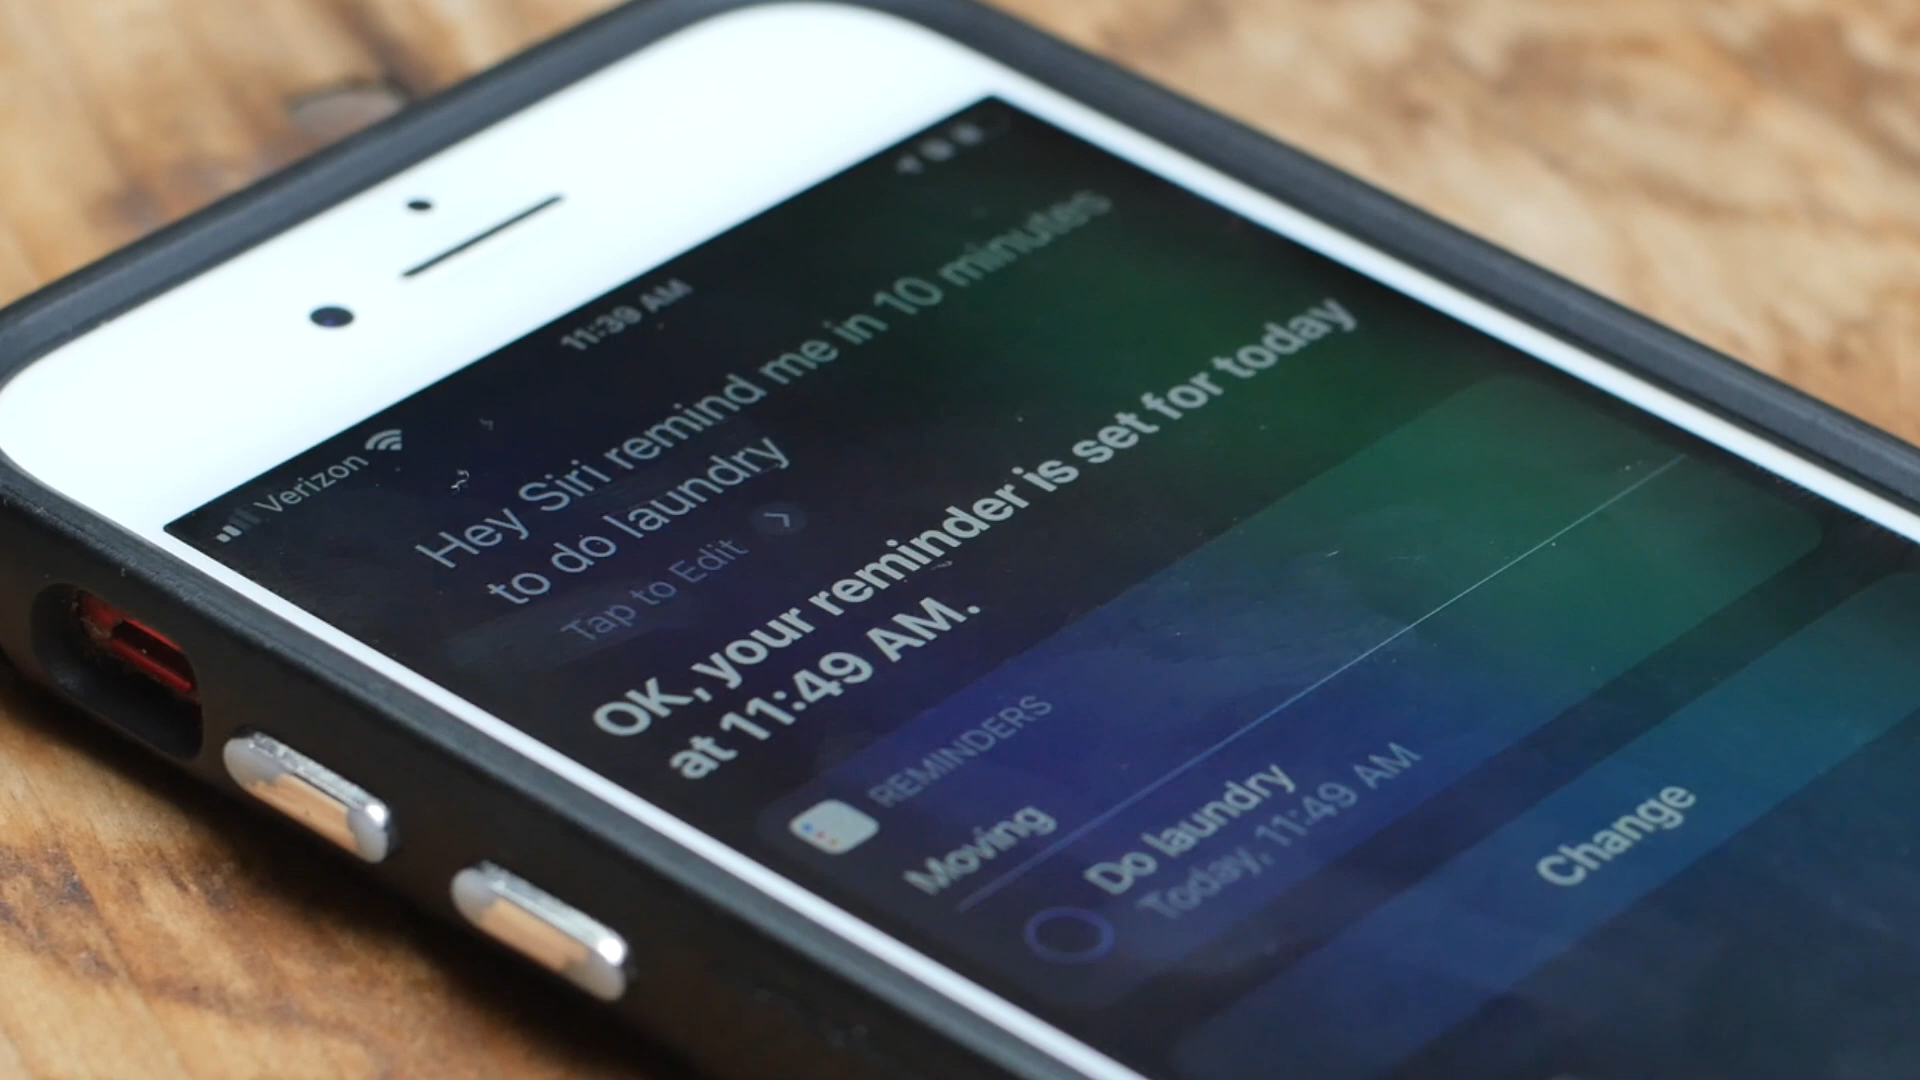 Verizon
11:39 AM
Hey Siri remind me in 10 minutes
to do laundry
Tap to Edit
OK, your reminder is set for today
at 11:49 AM.
REMINDERS
Moving
Do laundry
Today, 11:49 AM
Change